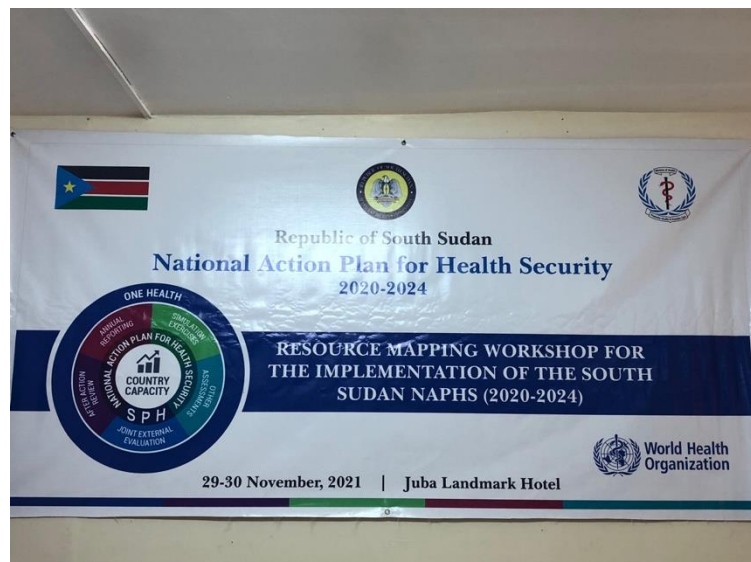 Republic of South Sudan
National Action Plan for Health Security
2020-2024
ONE HEALTH
ANNUAL REPORTING
SIMULATION EXERCISES
OTHER ASSESSMENTS
JOINT EXTERNAL EVALUATION
AFTER ACTION REVIEW
NATIONAL ACTION PLAN FOR HEALTH SECURITY
COUNTRY
CAPACITY
SPH
RESOURCE MAPPING WORKSHOP FOR
THE IMPLEMENTATION OF THE SOUTH
SUDAN NAPHS (2020-2024)
World Health
Organization
29-30 November, 2021 | Juba Landmark Hotel